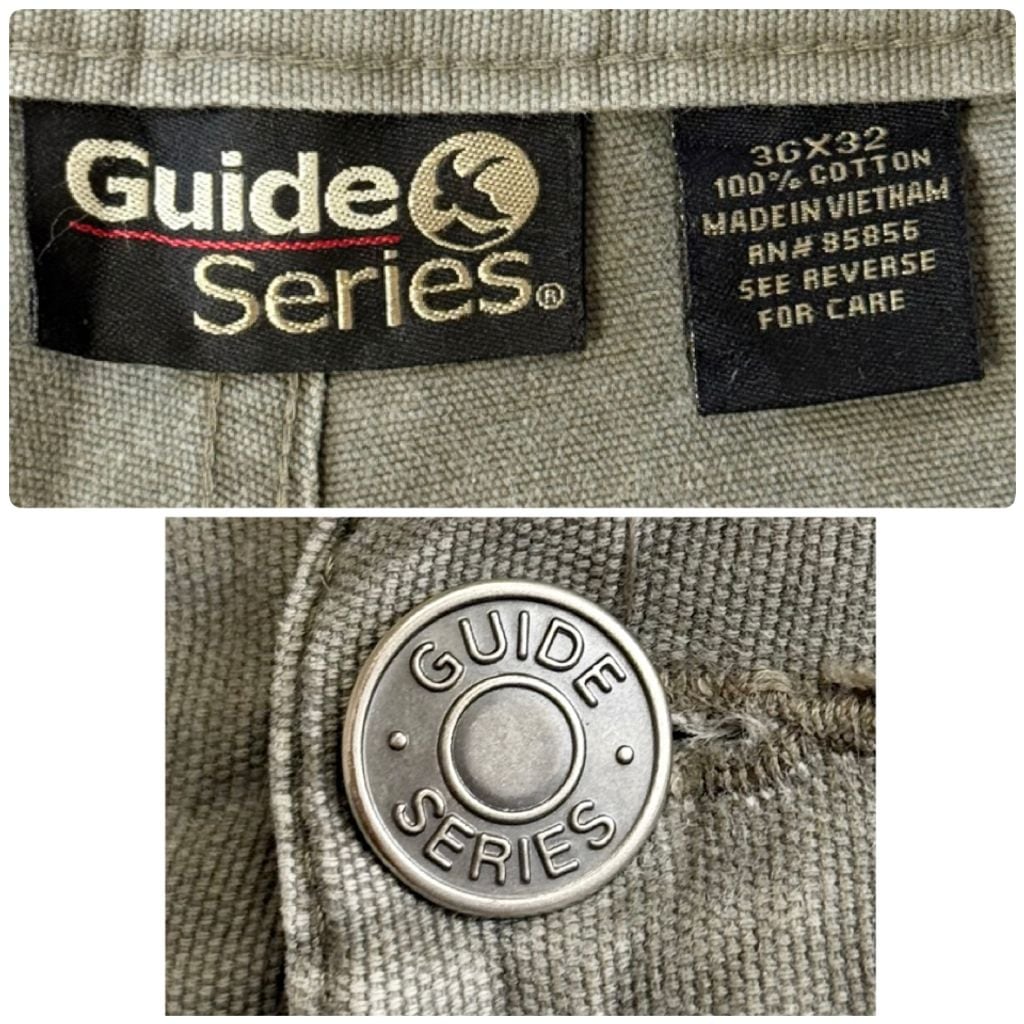 Guide
Series®
36X32
100% COTTON
MADE IN VIETNAM
RN# 85856
SEE REVERSE
FOR CARE
GUIDE
SERIES